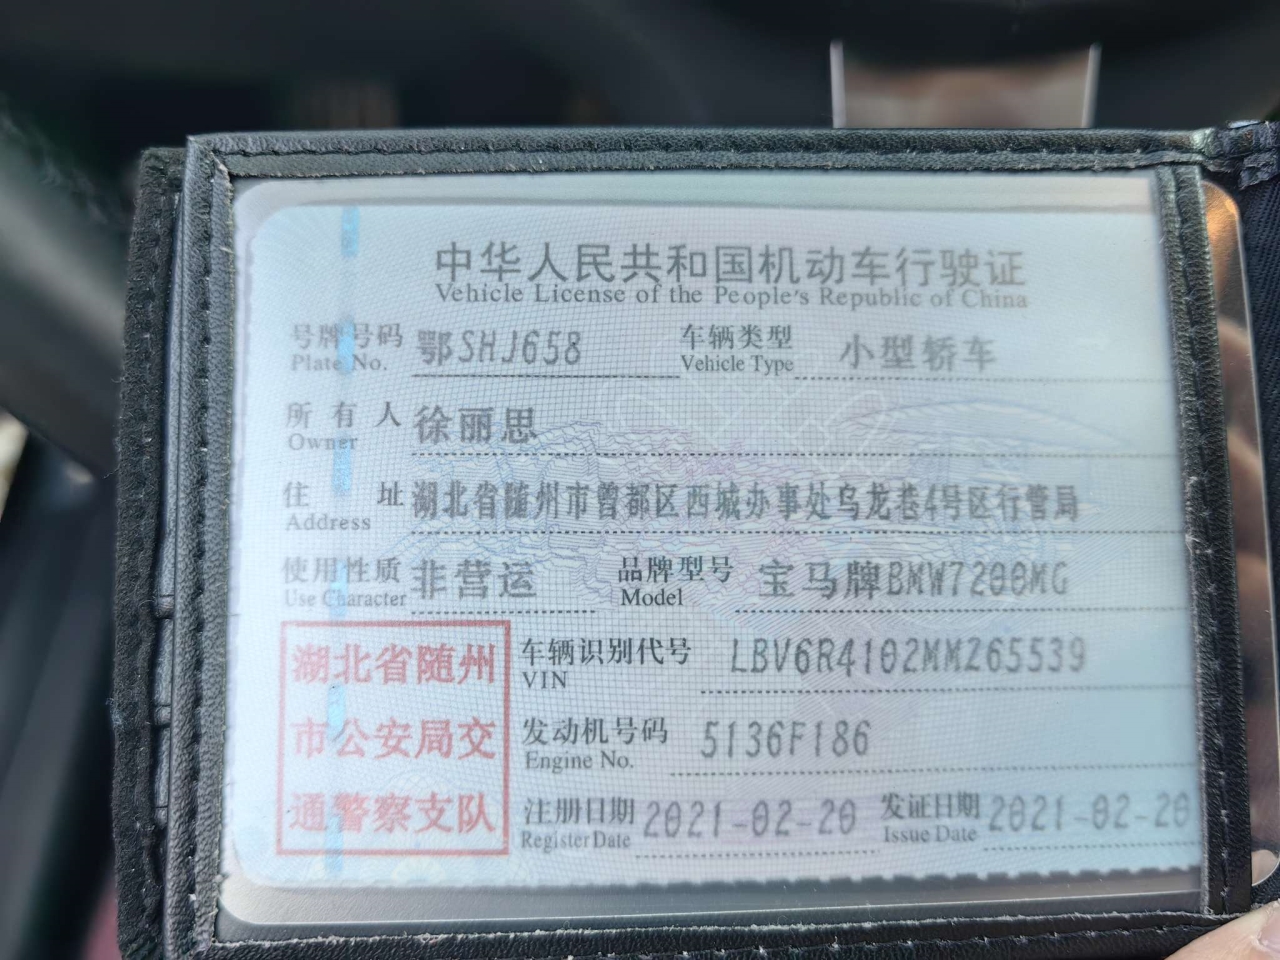 中华人民共和国机动车行驶证
Vehicle License of the People's Republic of China
号牌号码 鄂SHJ658 车辆类型 小型轿车
Plate No. Vehicle Type
所有人 徐丽思
Owner
住址 湖北省随州市曾都区西城办事处乌龙巷4号区行管局
Address
使用性质 非营运 品牌型号 宝马牌BMW7200MG
Use Character Model
湖北省随州 车辆识别代号 LBV6R4102MMZ65539
VIN
市公安局交 发动机号码 5136F186
Engine No.
通警察支队 注册日期 2021-02-20 发证日期 2021-02-20
Register Date Issue Date